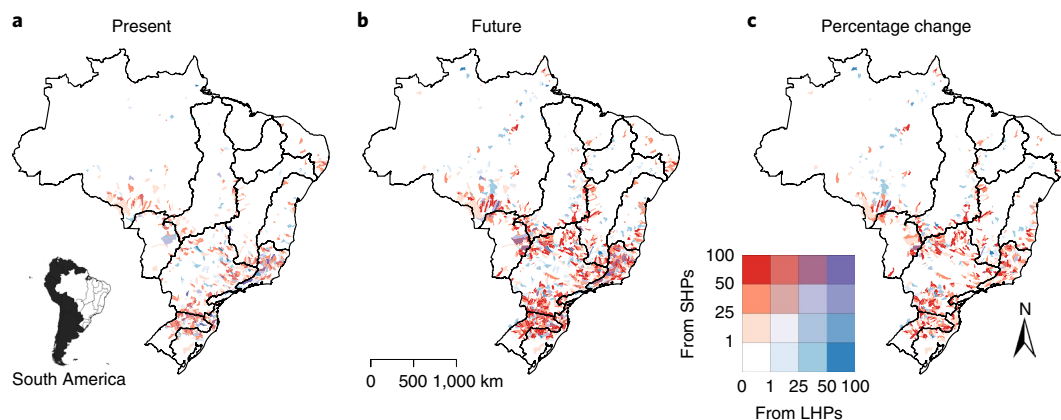 a Present
b Future
c Percentage change
South America
0 500 1,000 km
From SHPs
100
50
25
1
0 1 25 50 100
From LHPs
N